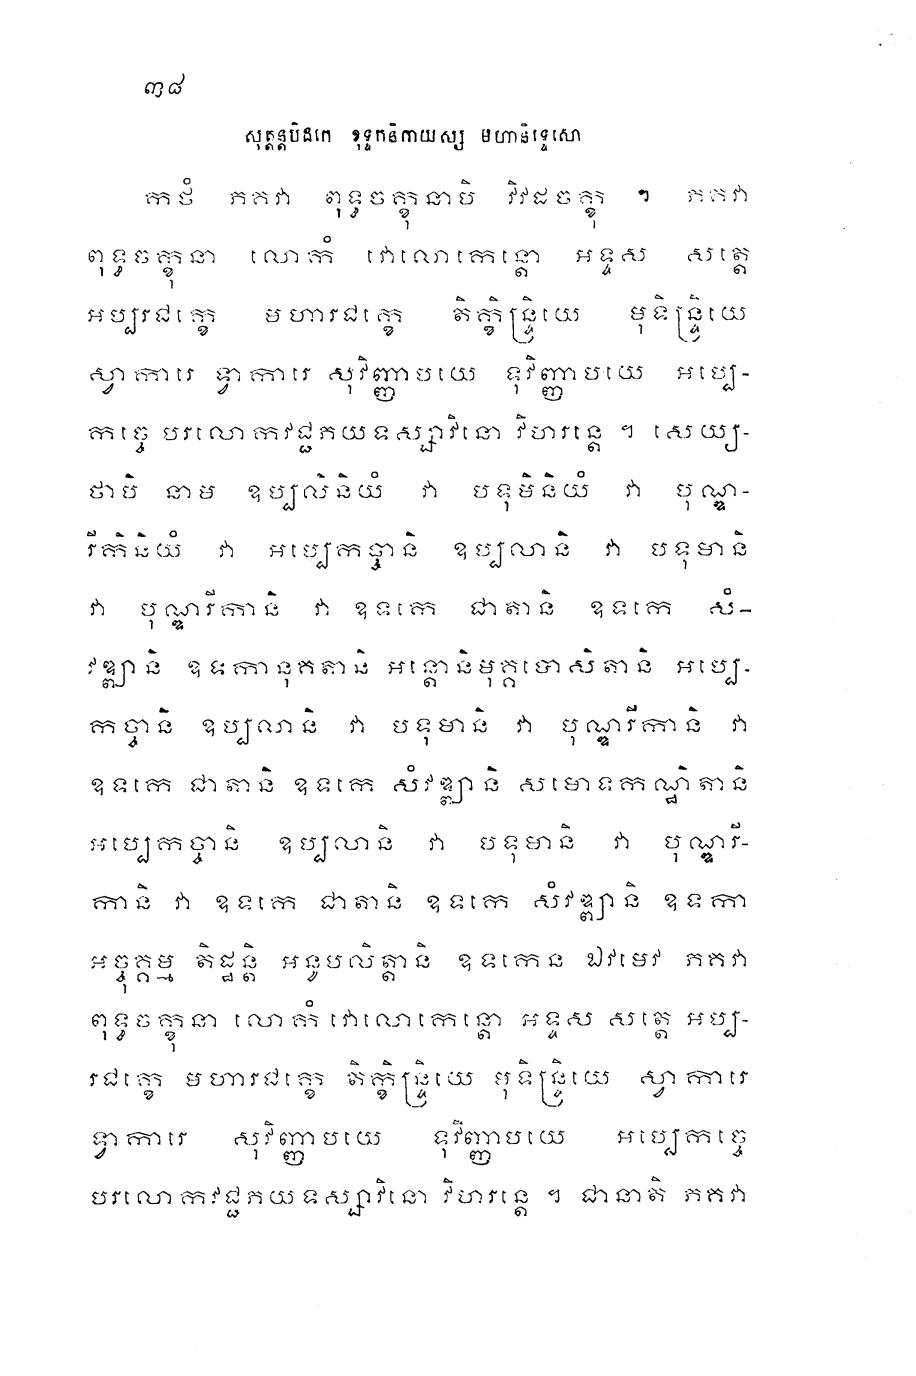 ៣៨
សុត្តន្តបិដកេ ខុទ្ទកនិកាយស្ស មហានិទ្ទេសោ
កថំ ភគវា ពុទ្ធចក្ខុនាបិ វិវដចក្ខុ ។ ភគវា
ពុទ្ធចក្ខុនា លោកំ វោលោកេន្តោ អទ្ទស សត្តេ
អប្បរជក្ខេ មហារជក្ខេ តិក្ខិន្ទ្រិយេ មុទិន្ទ្រិយេ
ស្វាការេ ទ្វាការេ សុវិញ្ញាបយេ ទុវិញ្ញាបយេ អប្បេ-
កច្ចេ បរលោកវជ្ជភយទស្សាវិនោ វិហរន្តេ ។ សេយ្យ-
ថាបិ នាម ឧប្បលិនិយំ វា បទុមិនិយំ វា បុណ្ឌ-
រីកិនិយំ វា អប្បេកច្ចានិ ឧប្បលានិ វា បទុមានិ
វា បុណ្ឌរីកានិ វា ឧទកេ ជាតានិ ឧទកេ សំ-
វឌ្ឍានិ ឧទកានុគតានិ អន្តោនិមុគ្គបោសិតានិ អប្បេ-
កច្ចានិ ឧប្បលានិ វា បទុមានិ វា បុណ្ឌរីកានិ វា
ឧទកេ ជាតានិ ឧទកេ សំវឌ្ឍានិ សមោទកណ្ឋិតានិ
អប្បេកច្ចានិ ឧប្បលានិ វា បទុមានិ វា បុណ្ឌរី-
កានិ វា ឧទកេ ជាតានិ ឧទកេ សំវឌ្ឍានិ ឧទកា
អច្ចុគ្គម្ម តិដ្ឋន្តិ អនូបលិត្តានិ ឧទកេន ឯវមេវ ភគវា
ពុទ្ធចក្ខុនា លោកំ វោលោកេន្តោ អទ្ទស សត្តេ អប្ប-
រជក្ខេ មហារជក្ខេ តិក្ខិន្ទ្រិយេ មុទិន្ទ្រិយេ ស្វាការេ
ទ្វាការេ សុវិញ្ញាបយេ ទុវិញ្ញាបយេ អប្បេកច្ចេ
បរលោកវជ្ជភយទស្សាវិនោ វិហរន្តេ ។ ជានាតិ ភគវា